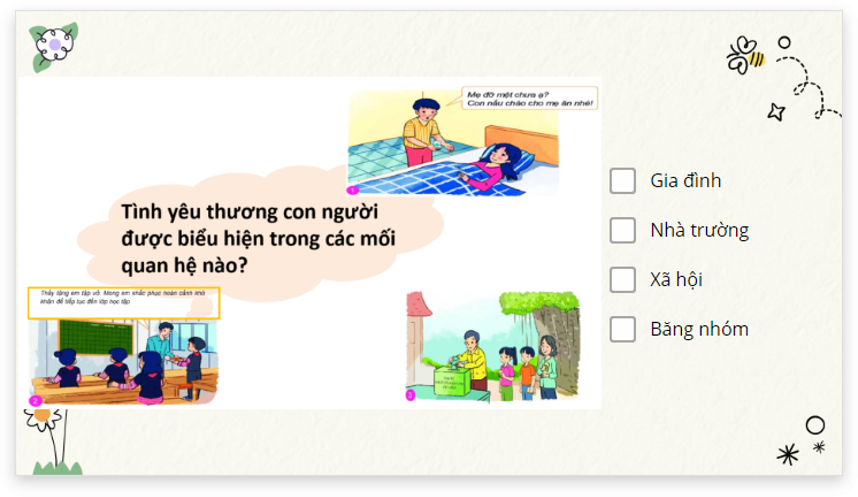 Mẹ đỡ mệt chưa ạ?
Con nấu cháo cho mẹ ăn nhé!
1
Tình yêu thương con người
được biểu hiện trong các mối
quan hệ nào?
Thầy tặng em tập vở. Mong em khắc phục hoàn cảnh khó
khăn để tiếp tục đến lớp học tập
2
3
Gia đình
Nhà trường
Xã hội
Băng nhóm